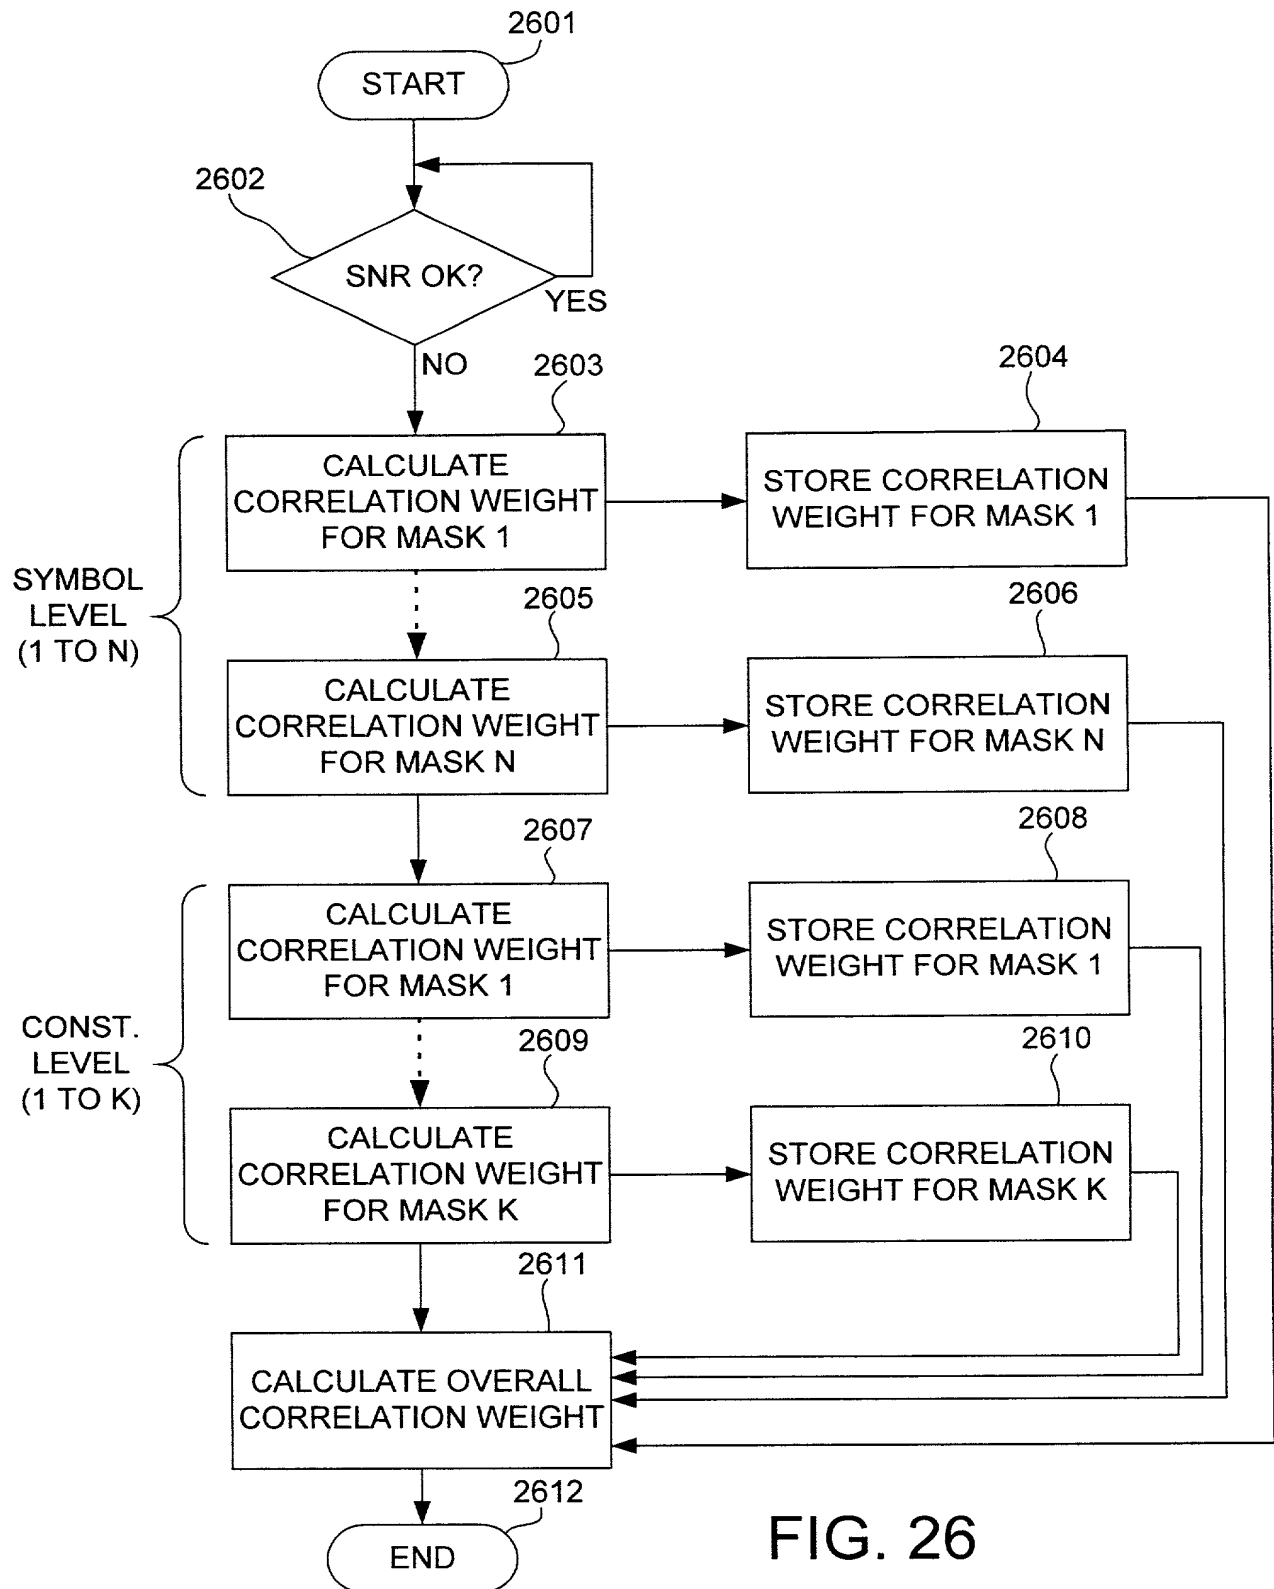 2601
START
2602
SNR OK?
YES
NO
2603
2604
CALCULATE
CORRELATION WEIGHT
FOR MASK 1
STORE CORRELATION
WEIGHT FOR MASK 1
SYMBOL
LEVEL
(1 TO N)
2605
2606
CALCULATE
CORRELATION WEIGHT
FOR MASK N
STORE CORRELATION
WEIGHT FOR MASK N
2607
2608
CALCULATE
CORRELATION WEIGHT
FOR MASK 1
STORE CORRELATION
WEIGHT FOR MASK 1
CONST.
LEVEL
(1 TO K)
2609
2610
CALCULATE
CORRELATION WEIGHT
FOR MASK K
STORE CORRELATION
WEIGHT FOR MASK K
2611
CALCULATE OVERALL
CORRELATION WEIGHT
2612
END
FIG. 26